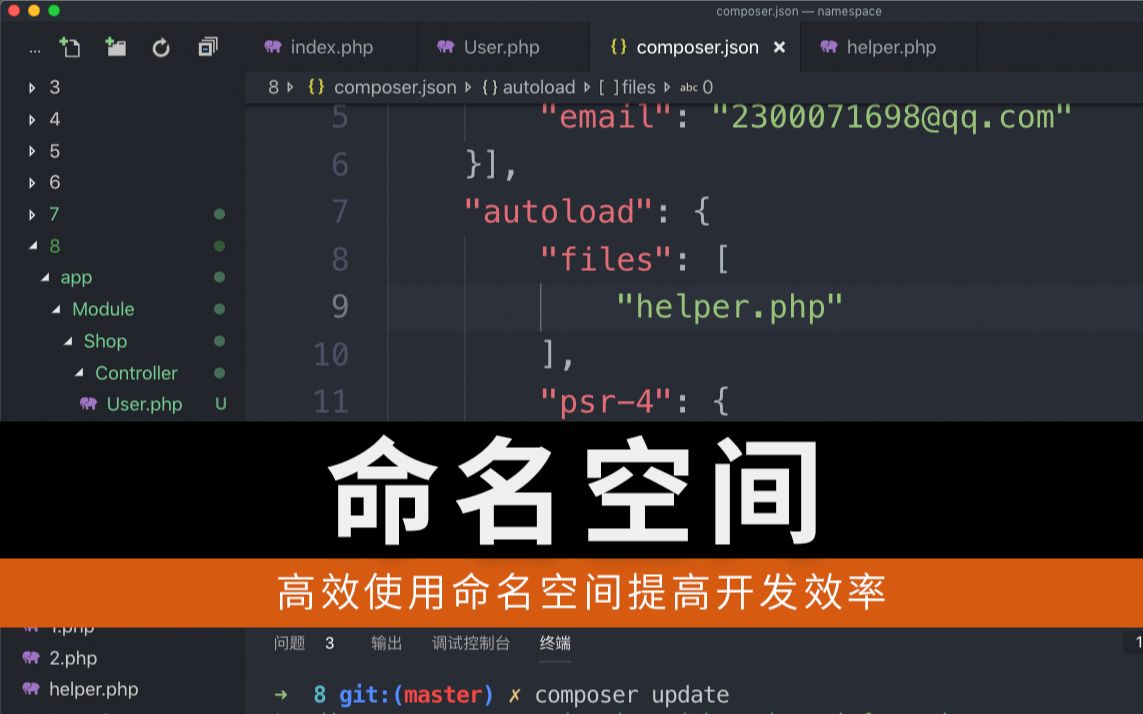 composer.json — namespace
...
index.php
User.php
{} composer.json ×
helper.php
8 {} composer.json {} autoload [ ] files abc 0
3
4
5
6
7
8
app
Module
Shop
Controller
User.php U
5 "email": "2300071698@qq.com"
6 }],
7 "autoload": {
8 "files": [
9 "helper.php"
10 ],
11 "psr-4": {
命名空间
高效使用命名空间提高开发效率
1.php
2.php
helper.php
问题 3 输出 调试控制台 终端
1
→ 8 git:(master) ✗ composer update